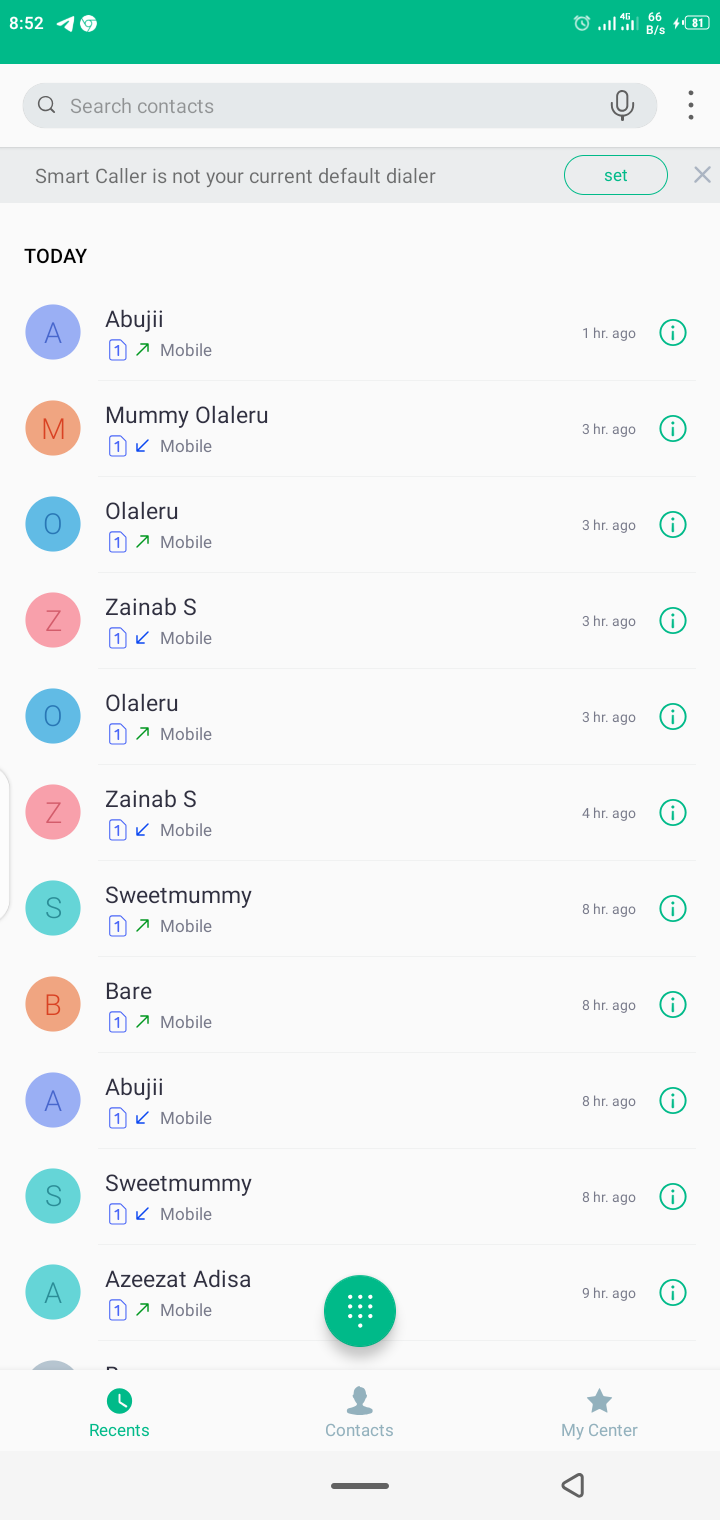 8:52
4G
66
B/s
81
Search contacts
Smart Caller is not your current default dialer
set
TODAY
A
Abujii
1 hr. ago
1 Mobile
M
Mummy Olaleru
3 hr. ago
1 Mobile
O
Olaleru
3 hr. ago
1 Mobile
Z
Zainab S
3 hr. ago
1 Mobile
O
Olaleru
3 hr. ago
1 Mobile
Z
Zainab S
4 hr. ago
1 Mobile
S
Sweetmummy
8 hr. ago
1 Mobile
B
Bare
8 hr. ago
1 Mobile
A
Abujii
8 hr. ago
1 Mobile
S
Sweetmummy
8 hr. ago
1 Mobile
A
Azeezat Adisa
9 hr. ago
1 Mobile
Recents
Contacts
My Center